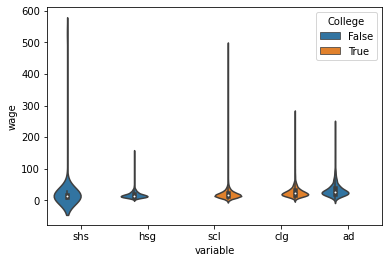 600
500
400
300
200
100
0
wage
College
False
True
shs
hsg
scl
clg
ad
variable